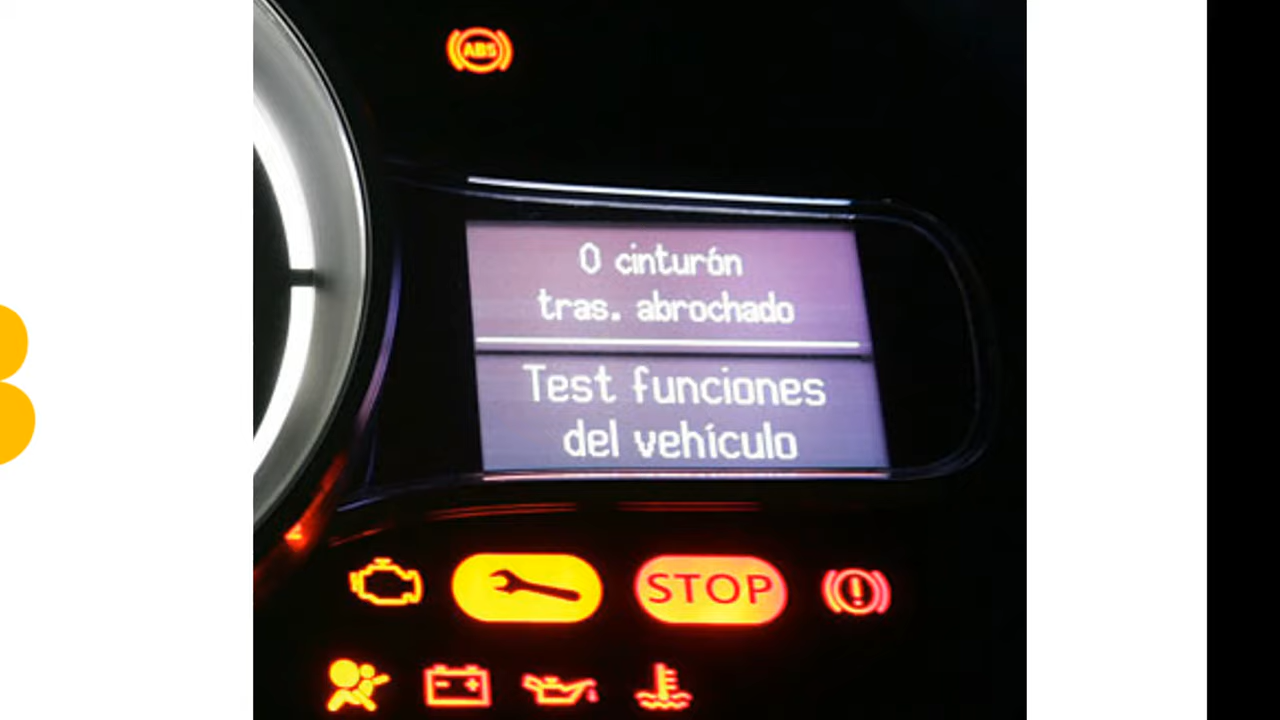 ABS
0 cinturón
tras. abrochado
Test funciones
del vehículo
STOP